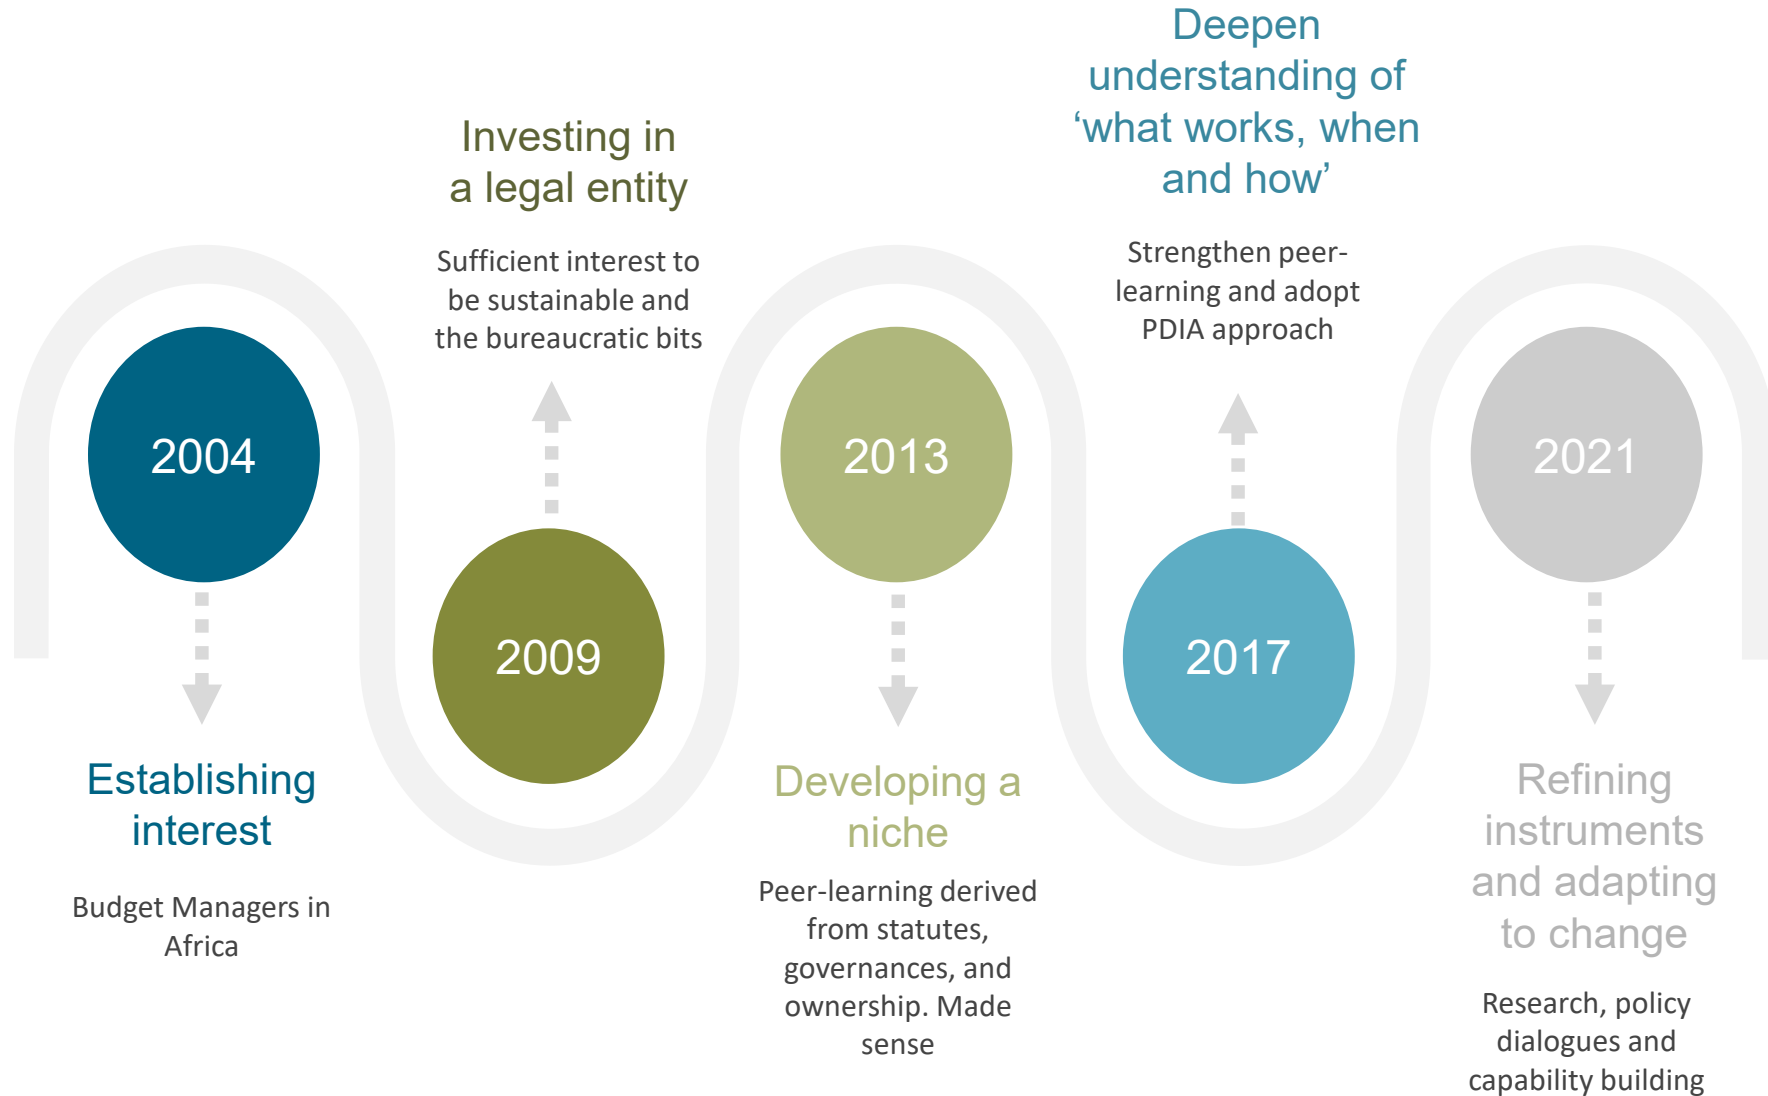 2004
Establishing
interest
Budget Managers in
Africa
Investing in
a legal entity
Sufficient interest to
be sustainable and
the bureaucratic bits
2009
2013
Developing a
niche
Peer-learning derived
from statutes,
governances, and
ownership. Made
sense
Deepen
understanding of
‘what works, when
and how’
Strengthen peer-
learning and adopt
PDIA approach
2017
2021
Refining
instruments
and adapting
to change
Research, policy
dialogues and
capability building